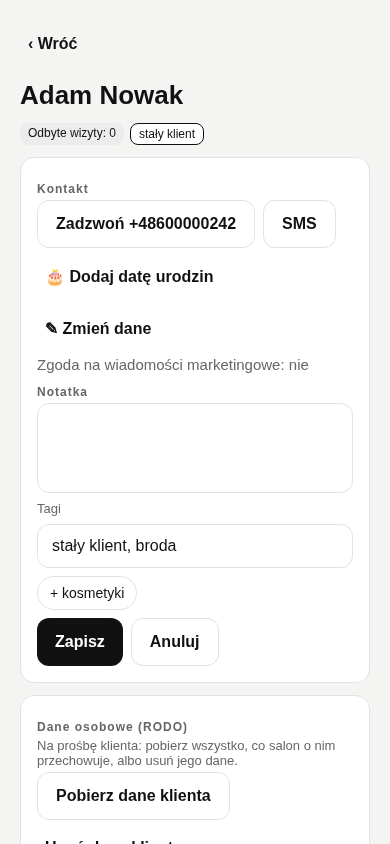 ‹ Wróć
Adam Nowak
Odbyte wizyty: 0
stały klient
Kontakt
Zadzwoń +48600000242
SMS
🎂 Dodaj datę urodzin
✎ Zmień dane
Zgoda na wiadomości marketingowe: nie
Notatka
Tagi
stały klient, broda
+ kosmetyki
Zapisz
Anuluj
Dane osobowe (RODO)
Na prośbę klienta: pobierz wszystko, co salon o nim
przechowuje, albo usuń jego dane.
Pobierz dane klienta